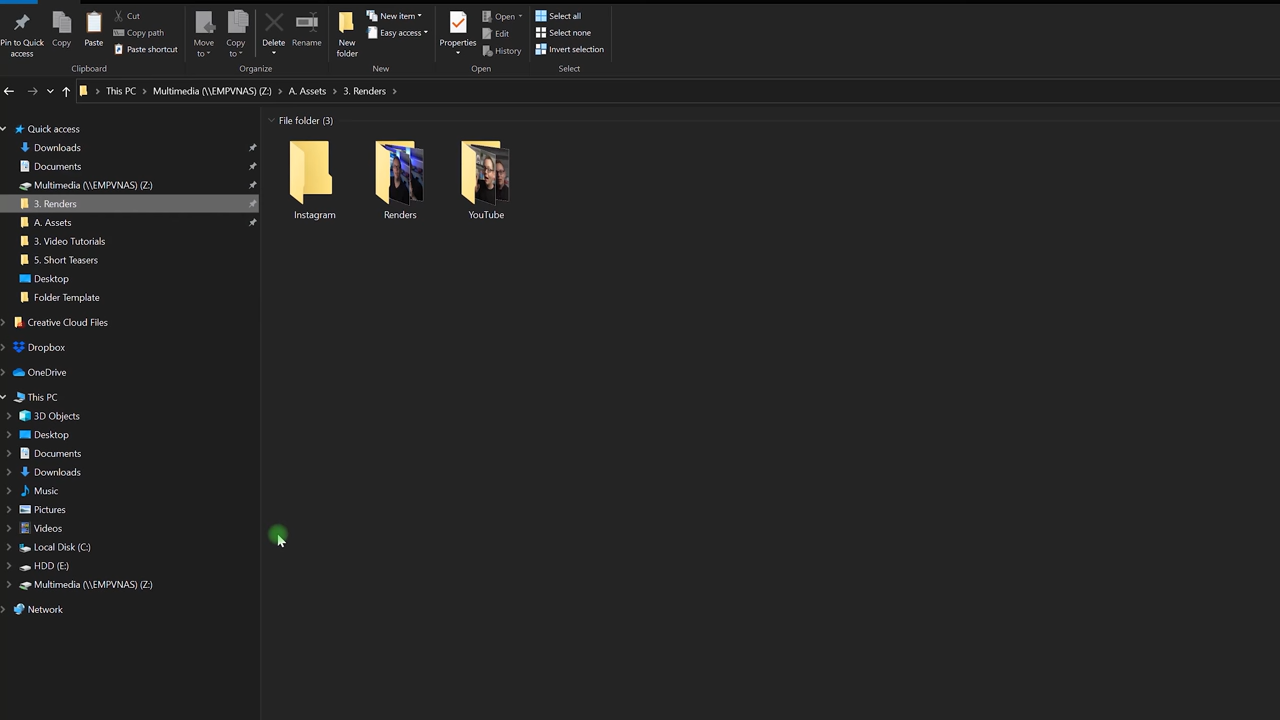 Pin to Quick access
Copy
Paste
Cut
Copy path
Paste shortcut
Clipboard
Move to
Copy to
Delete
Rename
Organize
New folder
New item
Easy access
New
Properties
Open
Edit
History
Open
Select all
Select none
Invert selection
Select
This PC
Multimedia (\\EMPVNAS) (Z:)
A. Assets
3. Renders
Quick access
Downloads
Documents
Multimedia (\\EMPVNAS) (Z:)
3. Renders
A. Assets
3. Video Tutorials
5. Short Teasers
Desktop
Folder Template
Creative Cloud Files
Dropbox
OneDrive
This PC
3D Objects
Desktop
Documents
Downloads
Music
Pictures
Videos
Local Disk (C:)
HDD (E:)
Multimedia (\\EMPVNAS) (Z:)
Network
File folder (3)
Instagram
Renders
YouTube